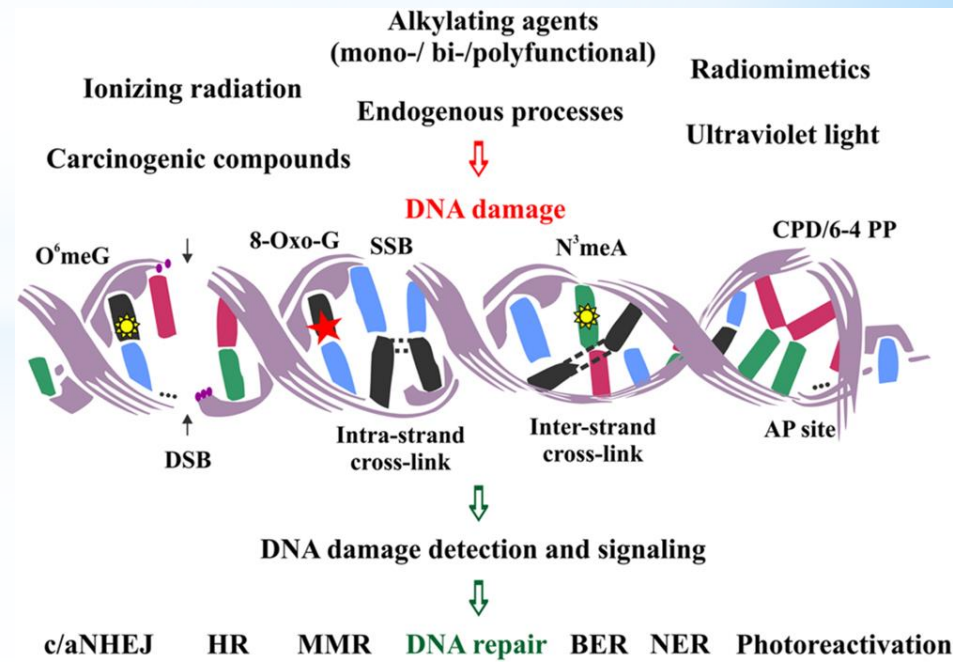 Alkylating agents
(mono-/ bi-/polyfunctional)
Ionizing radiation
Radiomimetics
Endogenous processes
Ultraviolet light
Carcinogenic compounds
DNA damage
O⁶meG
8-Oxo-G
SSB
N³meA
CPD/6-4 PP
DSB
Intra-strand
cross-link
Inter-strand
cross-link
AP site
DNA damage detection and signaling
c/aNHEJ HR MMR DNA repair BER NER Photoreactivation